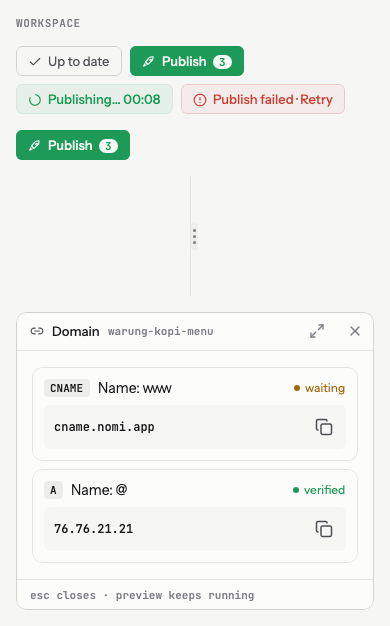 WORKSPACE
Up to date
Publish 3
Publishing... 00:08
Publish failed · Retry
Publish 3
Domain warung-kopi-menu
CNAME Name: www waiting
cname.nomi.app
A Name: @ verified
76.76.21.21
esc closes · preview keeps running